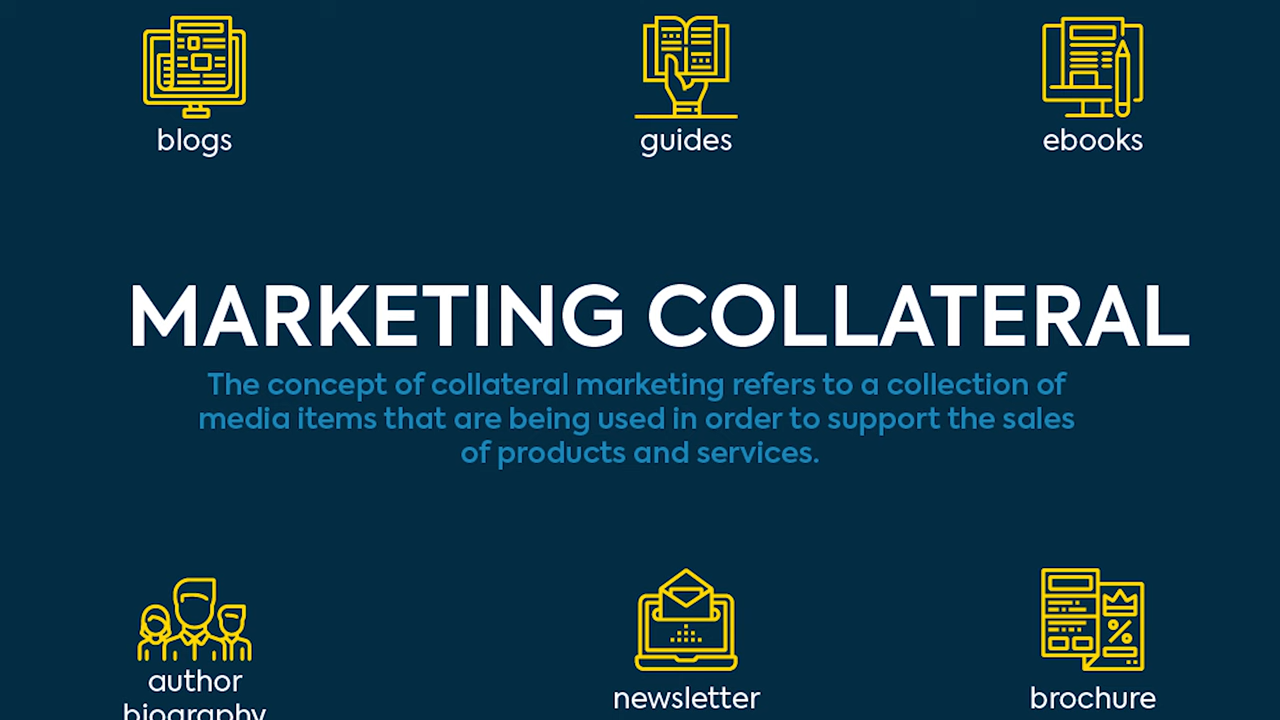 blogs
guides
ebooks
MARKETING COLLATERAL
The concept of collateral marketing refers to a collection of
media items that are being used in order to support the sales
of products and services.
author
biography
newsletter
brochure